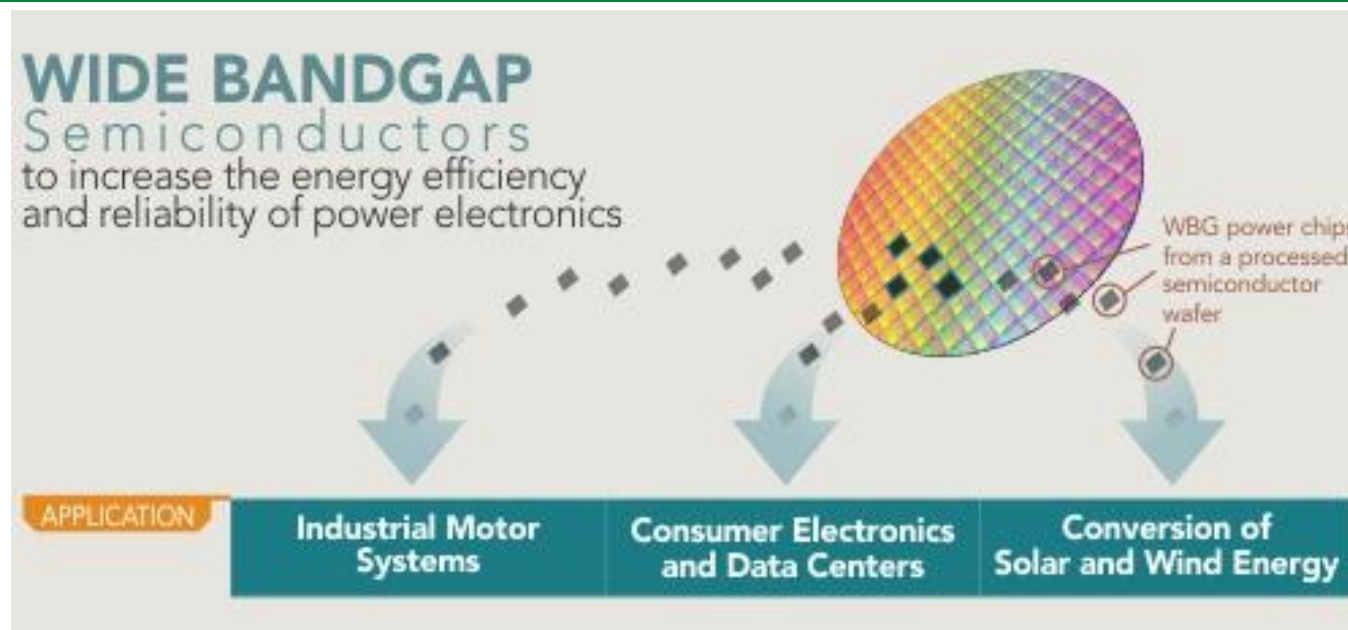 WIDE BANDGAP
Semiconductors
to increase the energy efficiency
and reliability of power electronics
WBG power chips
from a processed
semiconductor
wafer
APPLICATION
Industrial Motor
Systems
Consumer Electronics
and Data Centers
Conversion of
Solar and Wind Energy